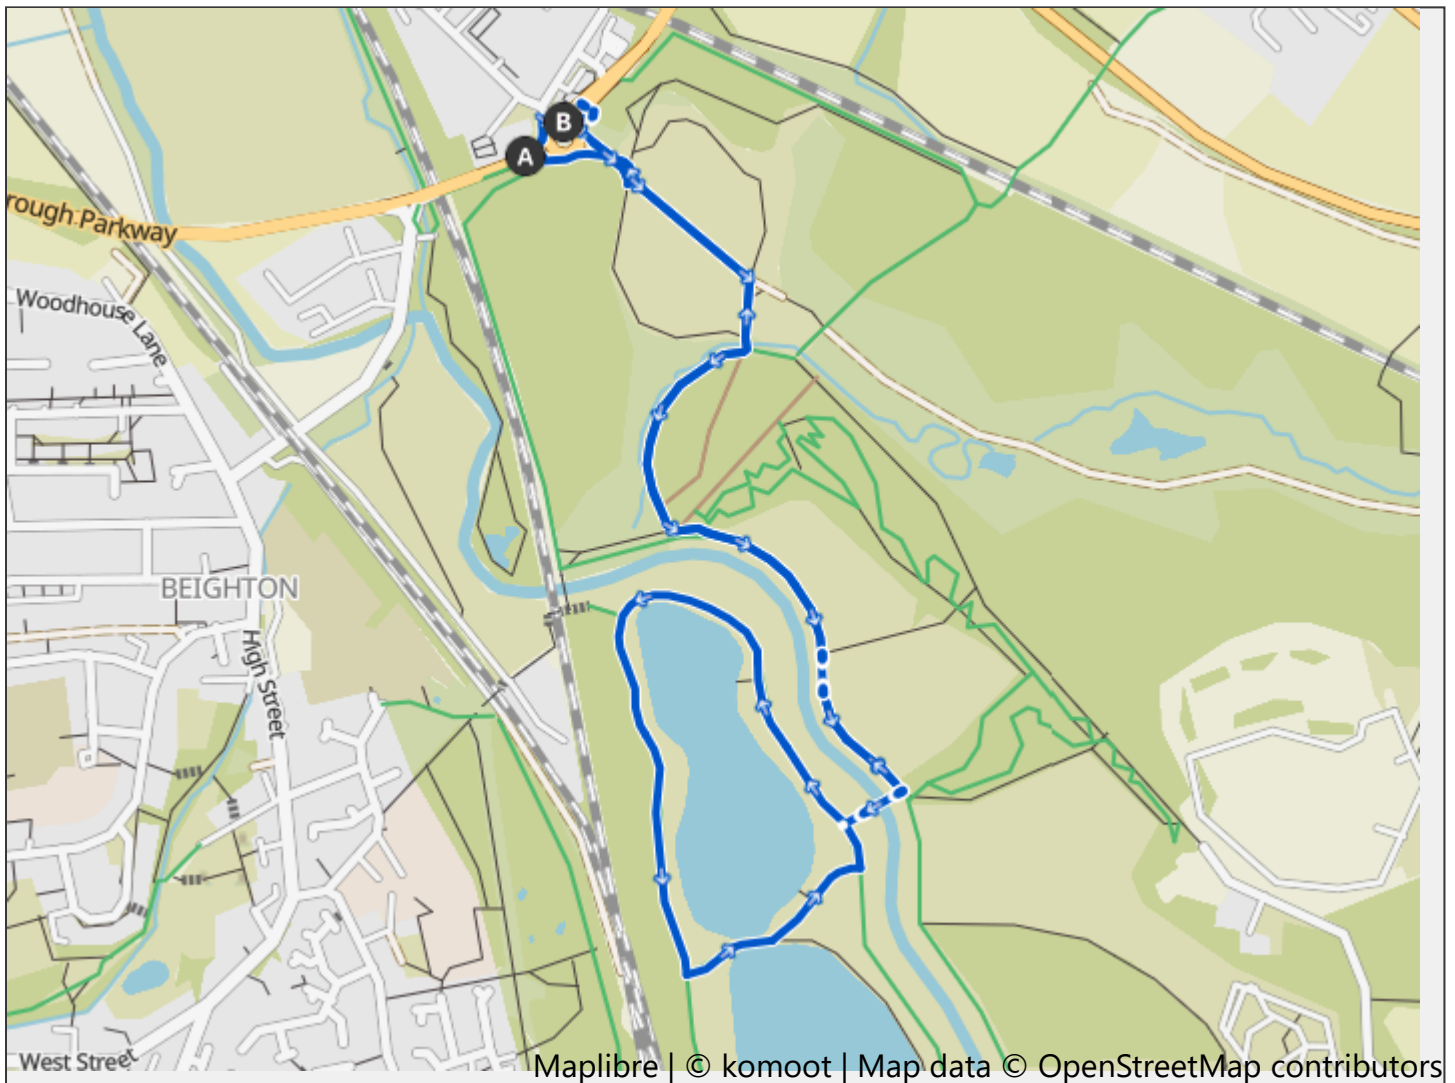 B
A
rough Parkway
Woodhouse Lane
BEIGHTON
High Street
West Street
Maplibre | © komoot | Map data © OpenStreetMap contributors